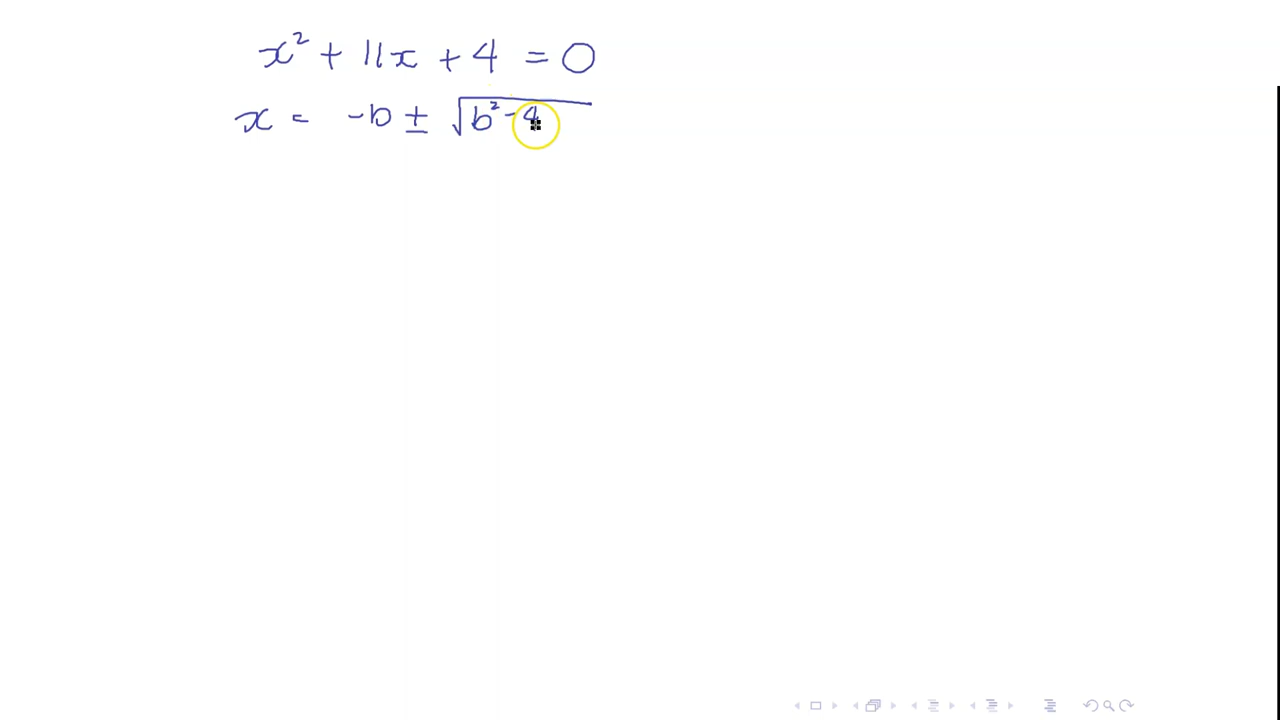 x² + 11x + 4 = 0
x = -b ± √b² - 4